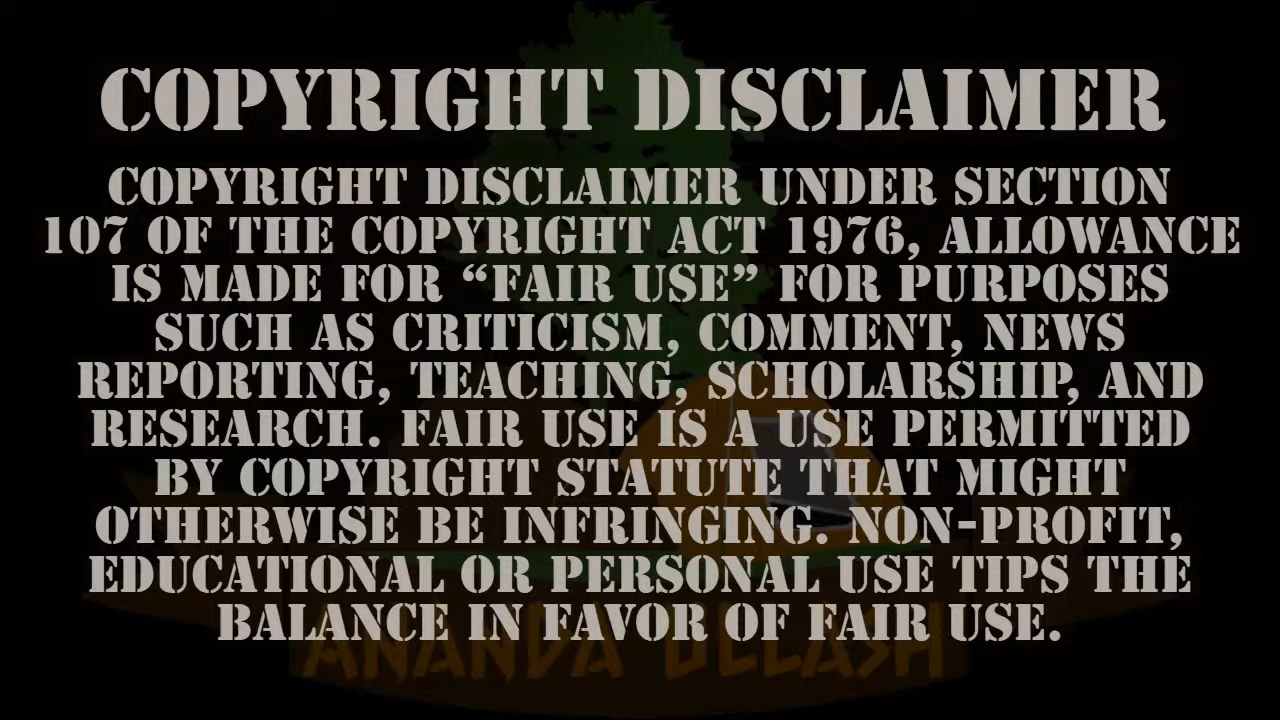 COPYRIGHT DISCLAIMER
COPYRIGHT DISCLAIMER UNDER SECTION
107 OF THE COPYRIGHT ACT 1976, ALLOWANCE
IS MADE FOR “FAIR USE” FOR PURPOSES
SUCH AS CRITICISM, COMMENT, NEWS
REPORTING, TEACHING, SCHOLARSHIP, AND
RESEARCH. FAIR USE IS A USE PERMITTED
BY COPYRIGHT STATUTE THAT MIGHT
OTHERWISE BE INFRINGING. NON-PROFIT,
EDUCATIONAL OR PERSONAL USE TIPS THE
BALANCE IN FAVOR OF FAIR USE.
ANANDA ULLASH